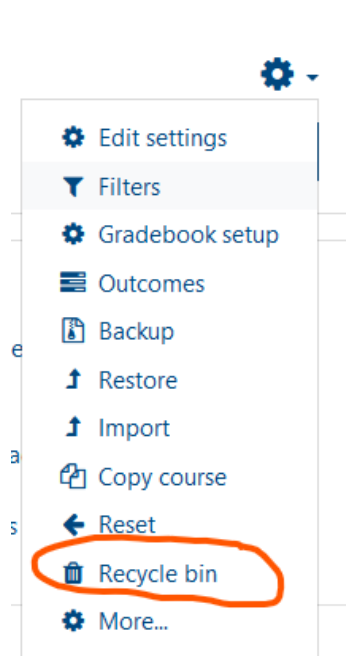 Edit settings
Filters
Gradebook setup
Outcomes
Backup
e
Restore
Import
a
Copy course
s
Reset
Recycle bin
More...